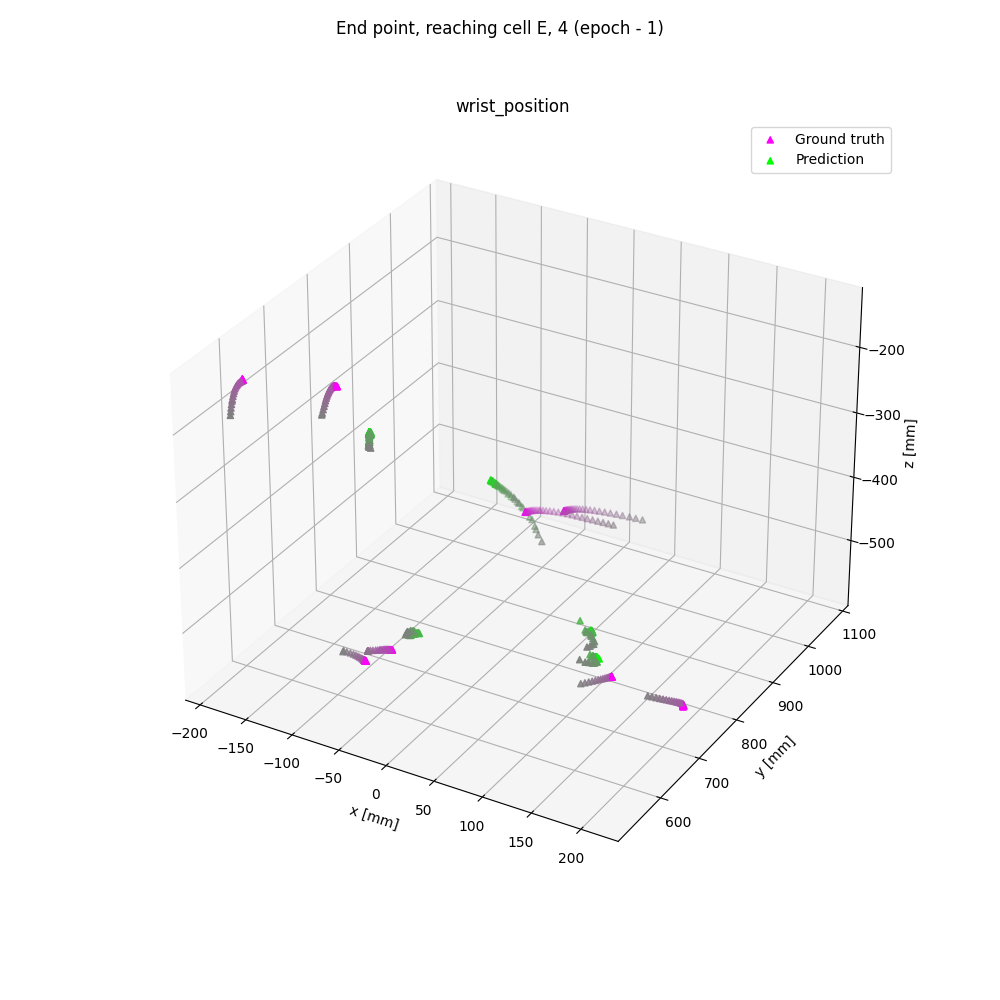 End point, reaching cell E, 4 (epoch - 1)
wrist_position
Ground truth
Prediction
−200
−300
−400
−500
z [mm]
1100
1000
900
800
700
600
y [mm]
−200
−150
−100
−50
0
50
100
150
200
x [mm]